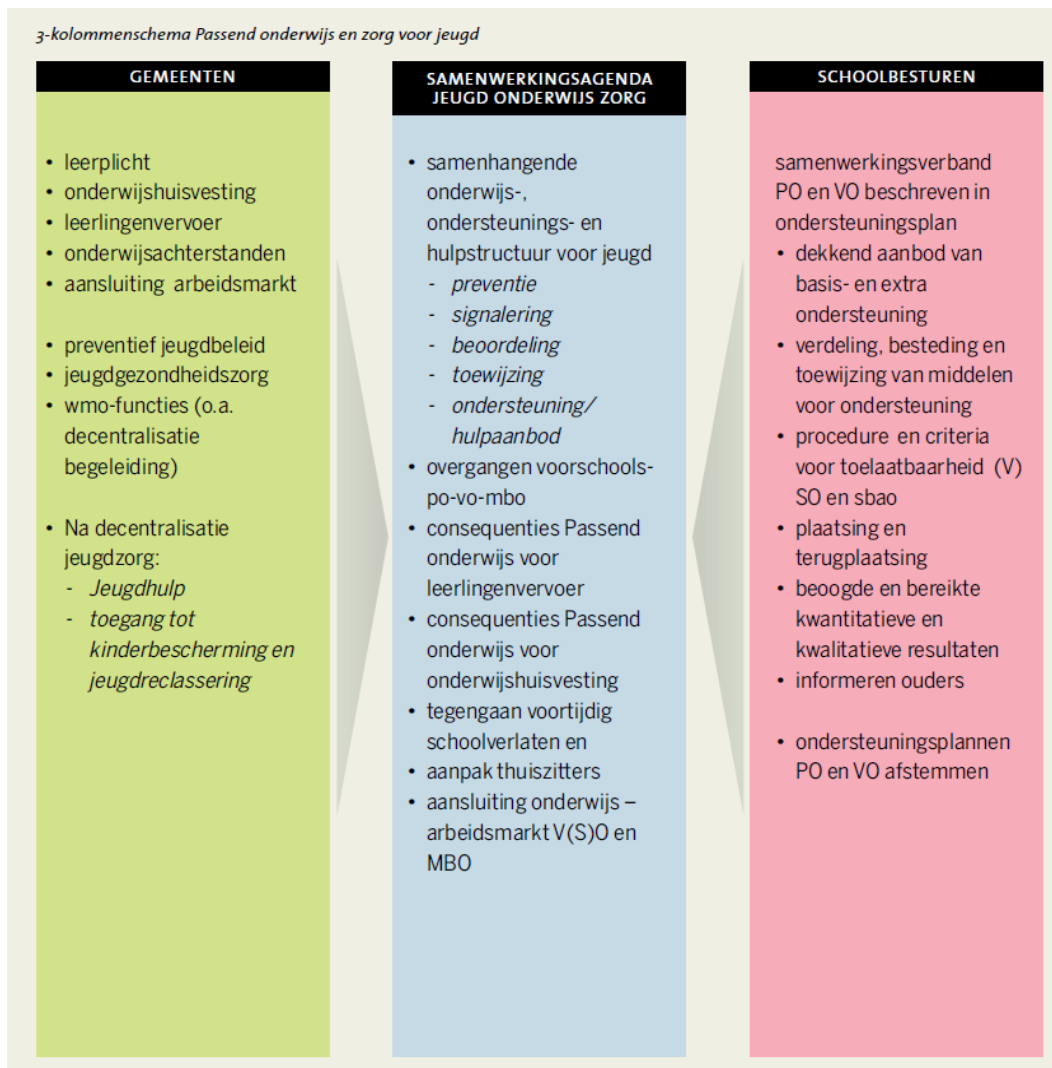 3-kolommenschema Passend onderwijs en zorg voor jeugd
GEMEENTEN
• leerplicht
• onderwijshuisvesting
• leerlingenvervoer
• onderwijsachterstanden
• aansluiting arbeidsmarkt
• preventief jeugdbeleid
• jeugdgezondheidszorg
• wmo-functies (o.a.
decentralisatie
begeleiding)
• Na decentralisatie
jeugdzorg:
- Jeugdhulp
- toegang tot
kinderbescherming en
jeugdreclassering
SAMENWERKINGSAGENDA
JEUGD ONDERWIJS ZORG
• samenhangende
onderwijs-,
ondersteunings- en
hulpstructuur voor jeugd
- preventie
- signalering
- beoordeling
- toewijzing
- ondersteuning/
hulpaanbod
• overgangen voorschools-
po-vo-mbo
• consequenties Passend
onderwijs voor
leerlingenvervoer
• consequenties Passend
onderwijs voor
onderwijshuisvesting
• tegengaan voortijdig
schoolverlaten en
• aanpak thuiszitters
• aansluiting onderwijs –
arbeidsmarkt V(S)O en
MBO
SCHOOLBESTUREN
samenwerkingsverband
PO en VO beschreven in
ondersteuningsplan
• dekkend aanbod van
basis- en extra
ondersteuning
• verdeling, besteding en
toewijzing van middelen
voor ondersteuning
• procedure en criteria
voor toelaatbaarheid (V)
SO en sbao
• plaatsing en
terugplaatsing
• beoogde en bereikte
kwantitatieve en
kwalitatieve resultaten
• informeren ouders
• ondersteuningsplannen
PO en VO afstemmen